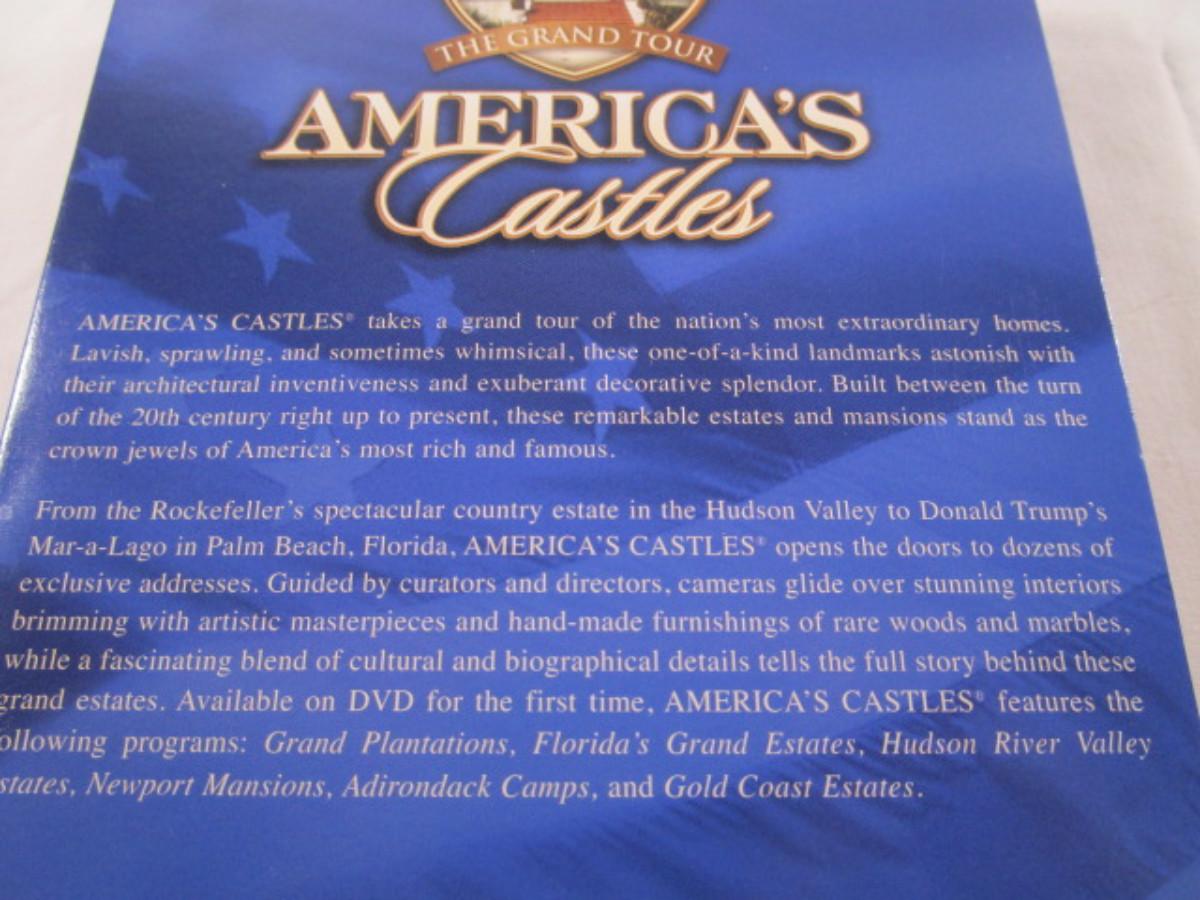 THE GRAND TOUR
AMERICA'S
Castles
AMERICA'S CASTLES® takes a grand tour of the nation's most extraordinary homes.
Lavish, sprawling, and sometimes whimsical, these one-of-a-kind landmarks astonish with
their architectural inventiveness and exuberant decorative splendor. Built between the turn
of the 20th century right up to present, these remarkable estates and mansions stand as the
crown jewels of America's most rich and famous.
From the Rockefeller's spectacular country estate in the Hudson Valley to Donald Trump's
Mar-a-Lago in Palm Beach, Florida, AMERICA'S CASTLES® opens the doors to dozens of
exclusive addresses. Guided by curators and directors, cameras glide over stunning interiors
brimming with artistic masterpieces and hand-made furnishings of rare woods and marbles,
while a fascinating blend of cultural and biographical details tells the full story behind these
grand estates. Available on DVD for the first time, AMERICA'S CASTLES® features the
ollowing programs: Grand Plantations, Florida's Grand Estates, Hudson River Valley
states, Newport Mansions, Adirondack Camps, and Gold Coast Estates.